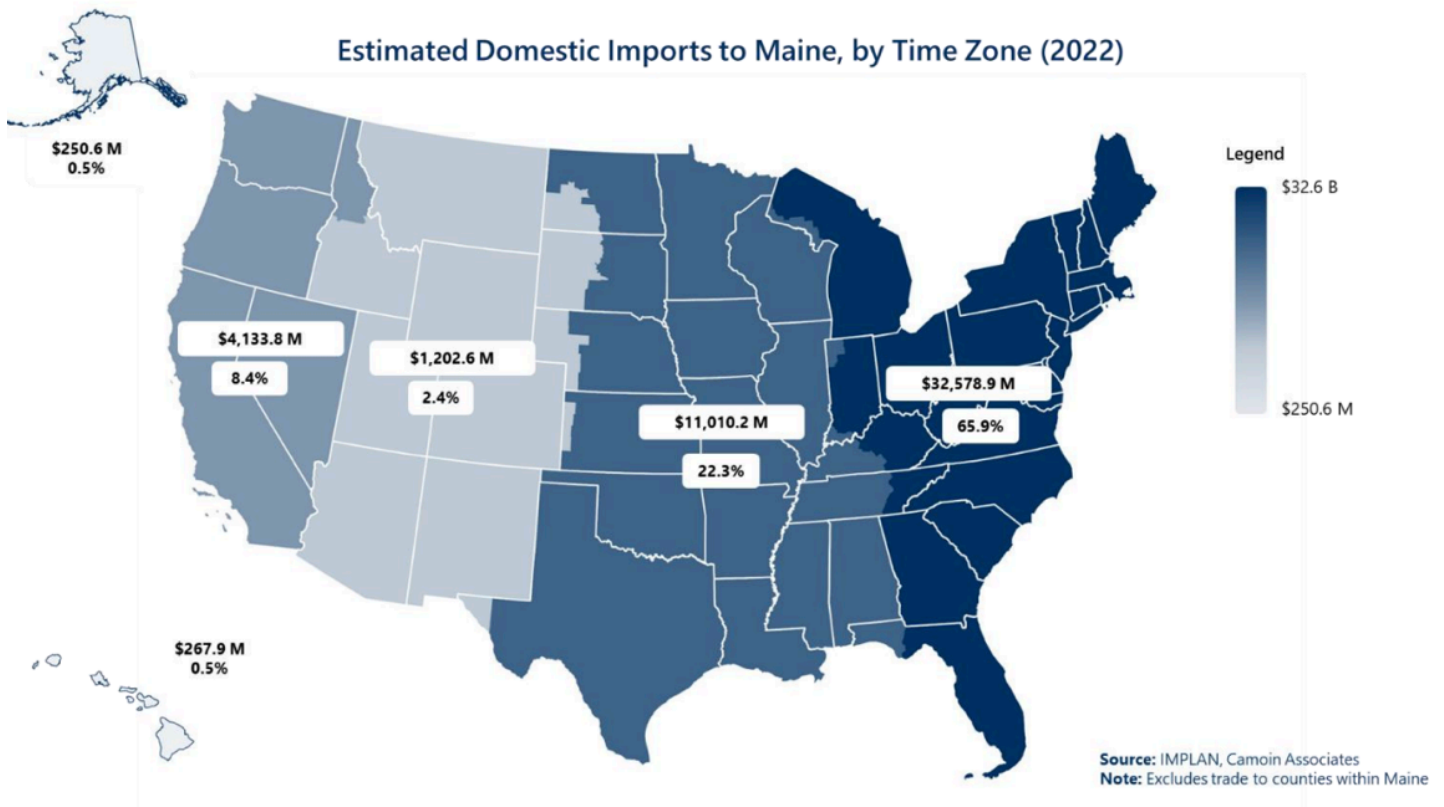 Estimated Domestic Imports to Maine, by Time Zone (2022)
$250.6 M
0.5%
Legend
$32.6 B
$250.6 M
$4,133.8 M
8.4%
$1,202.6 M
2.4%
$11,010.2 M
22.3%
$32,578.9 M
65.9%
$267.9 M
0.5%
Source: IMPLAN, Camoin Associates
Note: Excludes trade to counties within Maine